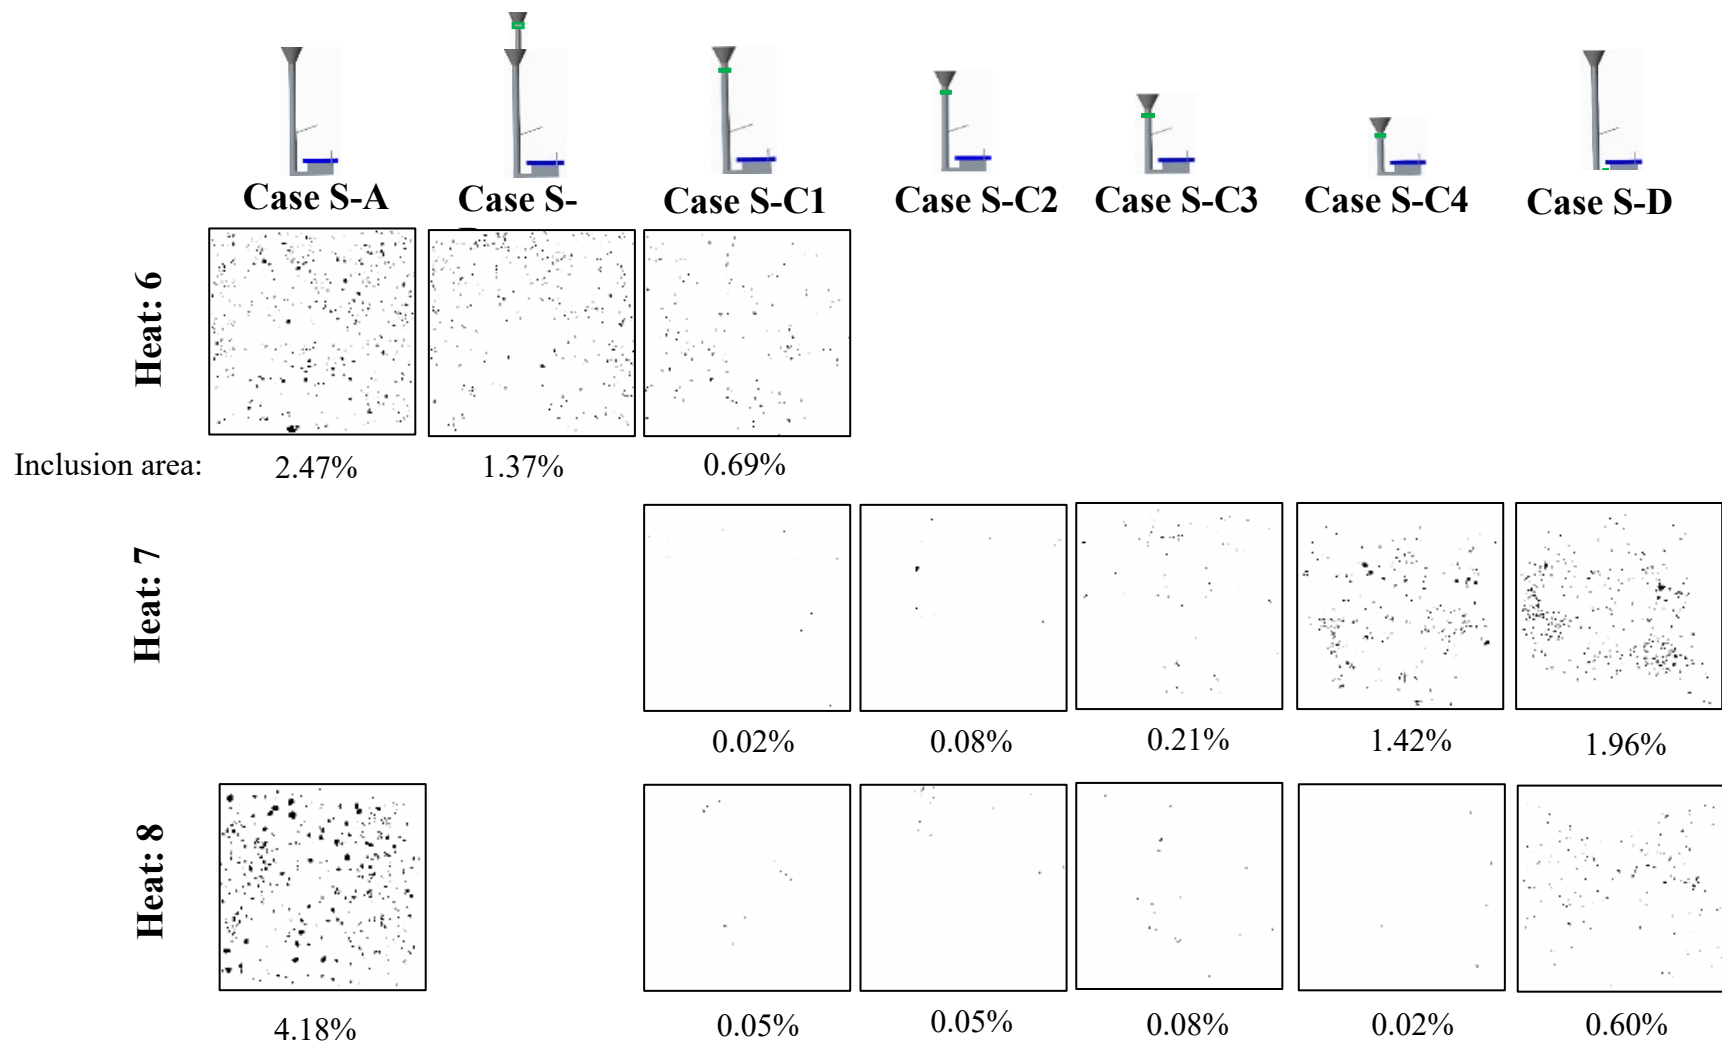 Case S-A
Case S-
Case S-C1
Case S-C2
Case S-C3
Case S-C4
Case S-D
Heat: 6
Inclusion area:
2.47%
1.37%
0.69%
Heat: 7
0.02%
0.08%
0.21%
1.42%
1.96%
Heat: 8
4.18%
0.05%
0.05%
0.08%
0.02%
0.60%